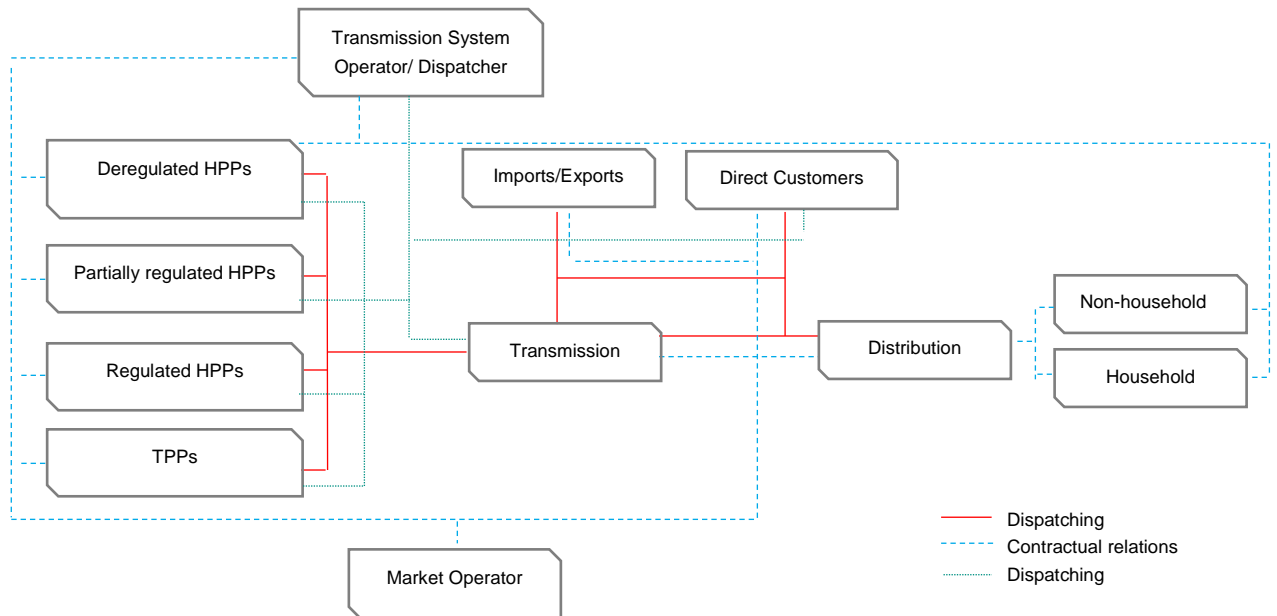 Transmission System
Operator/ Dispatcher
Deregulated HPPs
Imports/Exports
Direct Customers
Partially regulated HPPs
Non-household
Transmission
Distribution
Regulated HPPs
Household
TPPs
Market Operator
Dispatching
Contractual relations
Dispatching